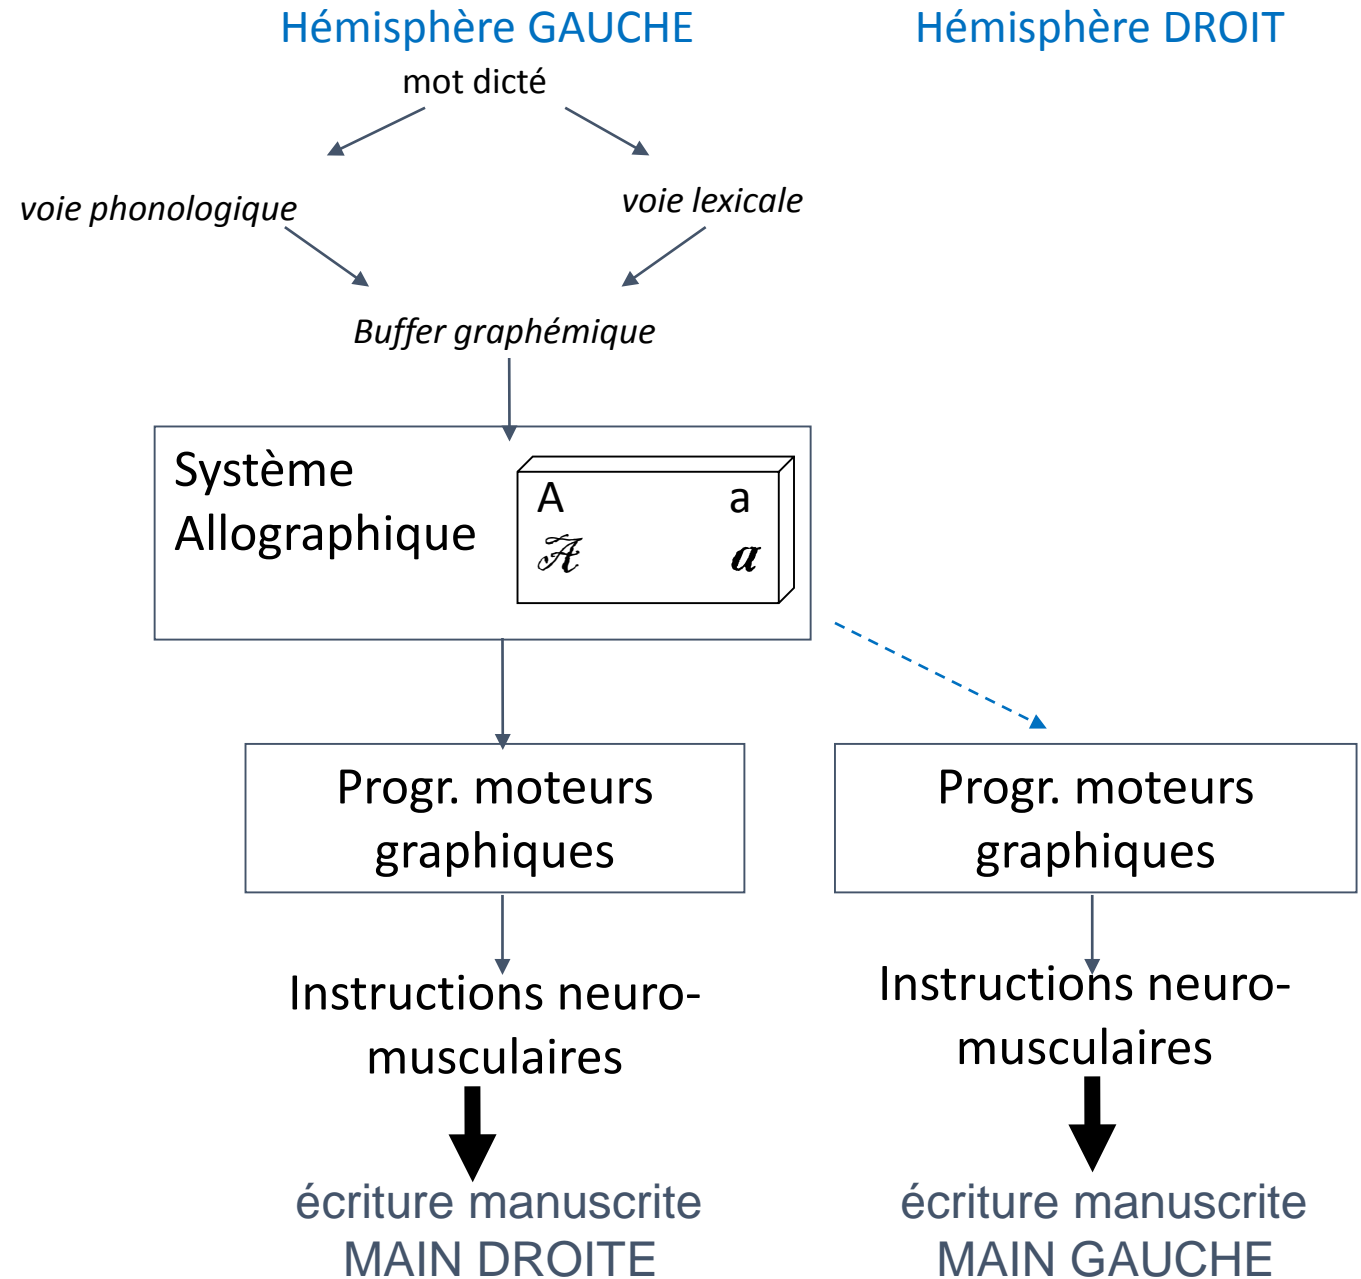 Hémisphère GAUCHE
Hémisphère DROIT
mot dicté
voie phonologique
voie lexicale
Buffer graphémique
Système
Allographique
A a
A a
Progr. moteurs
graphiques
Progr. moteurs
graphiques
Instructions neuro-
musculaires
Instructions neuro-
musculaires
écriture manuscrite
MAIN DROITE
écriture manuscrite
MAIN GAUCHE